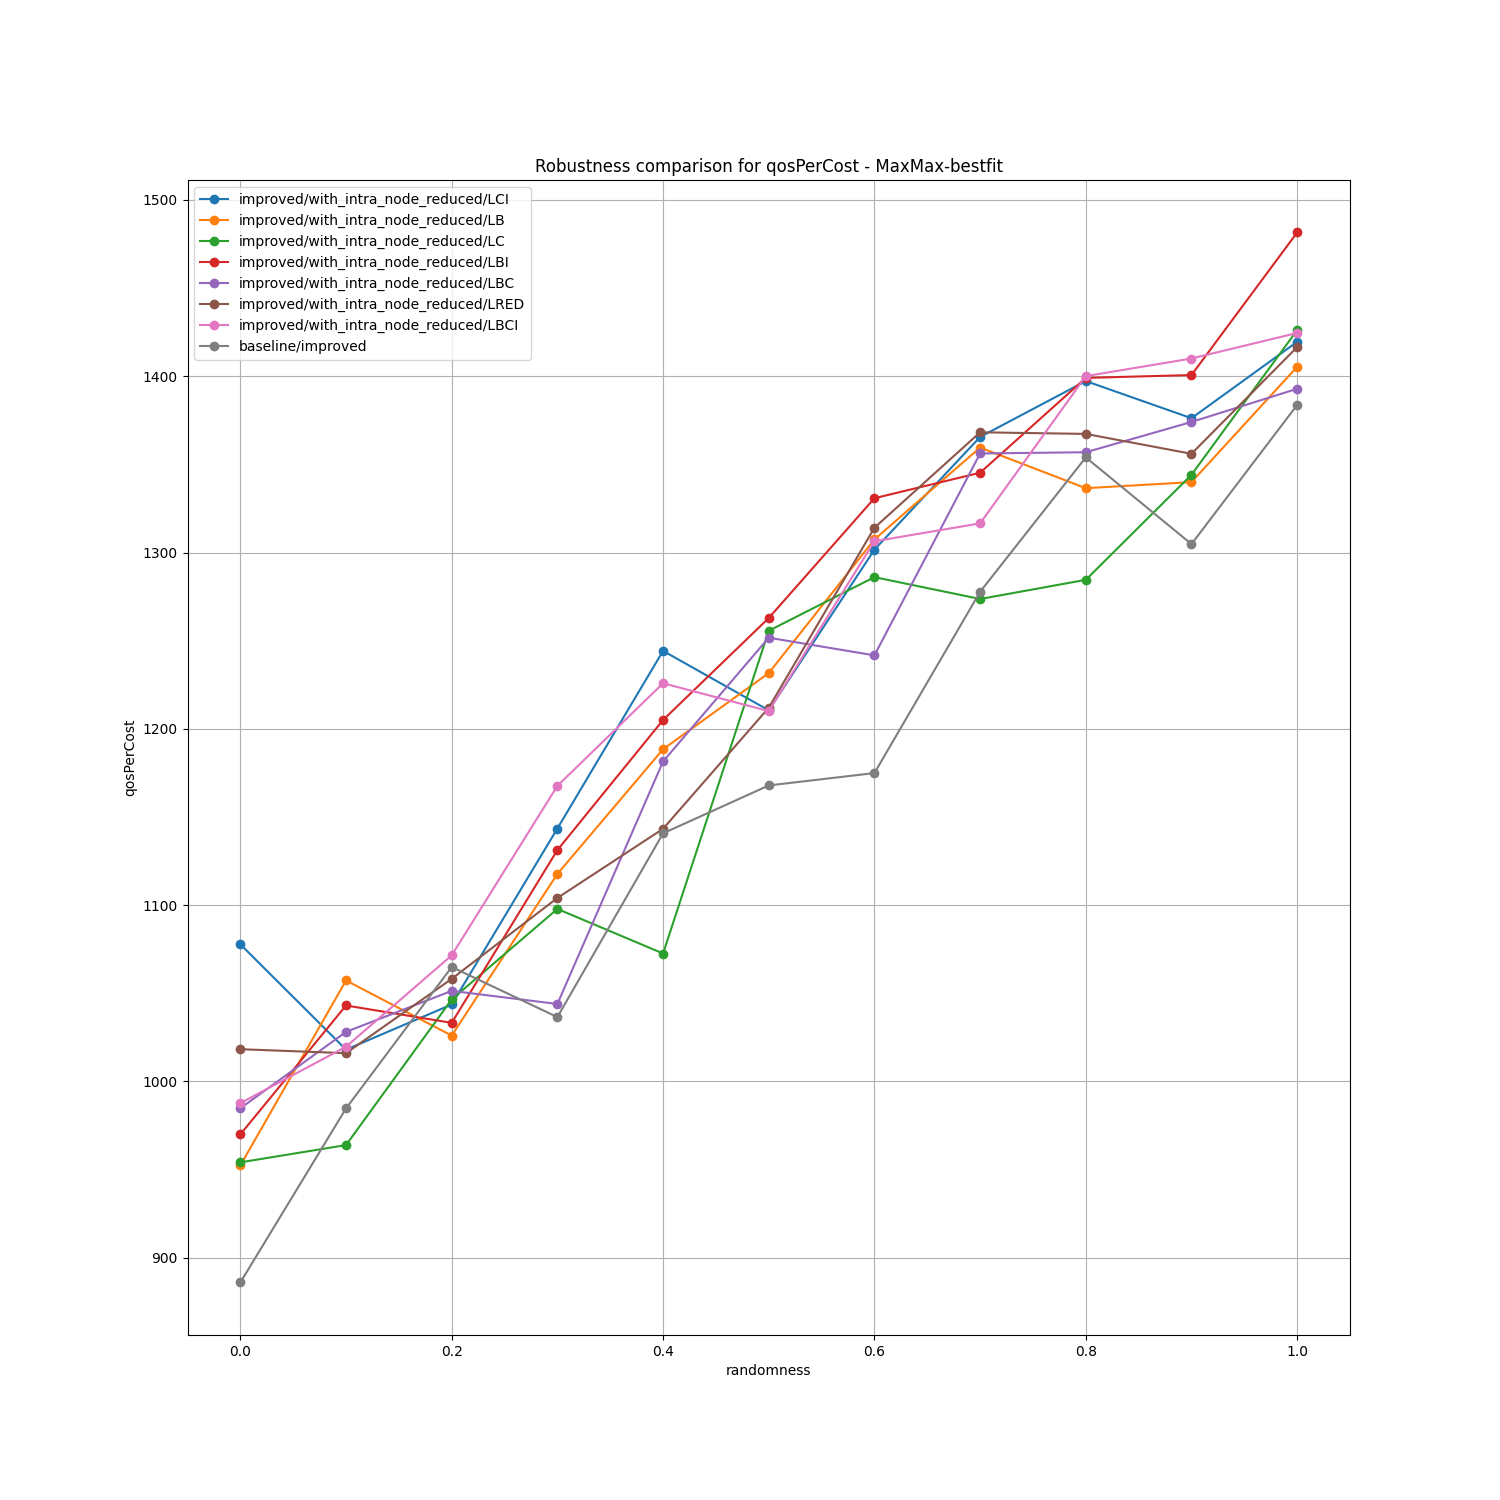 Robustness comparison for qosPerCost - MaxMax-bestfit
improved/with_intra_node_reduced/LCI
improved/with_intra_node_reduced/LB
improved/with_intra_node_reduced/LC
improved/with_intra_node_reduced/LBI
improved/with_intra_node_reduced/LBC
improved/with_intra_node_reduced/LRED
improved/with_intra_node_reduced/LBCI
baseline/improved
1500
1400
1300
1200
1100
1000
900
qosPerCost
0.0 0.2 0.4 0.6 0.8 1.0
randomness